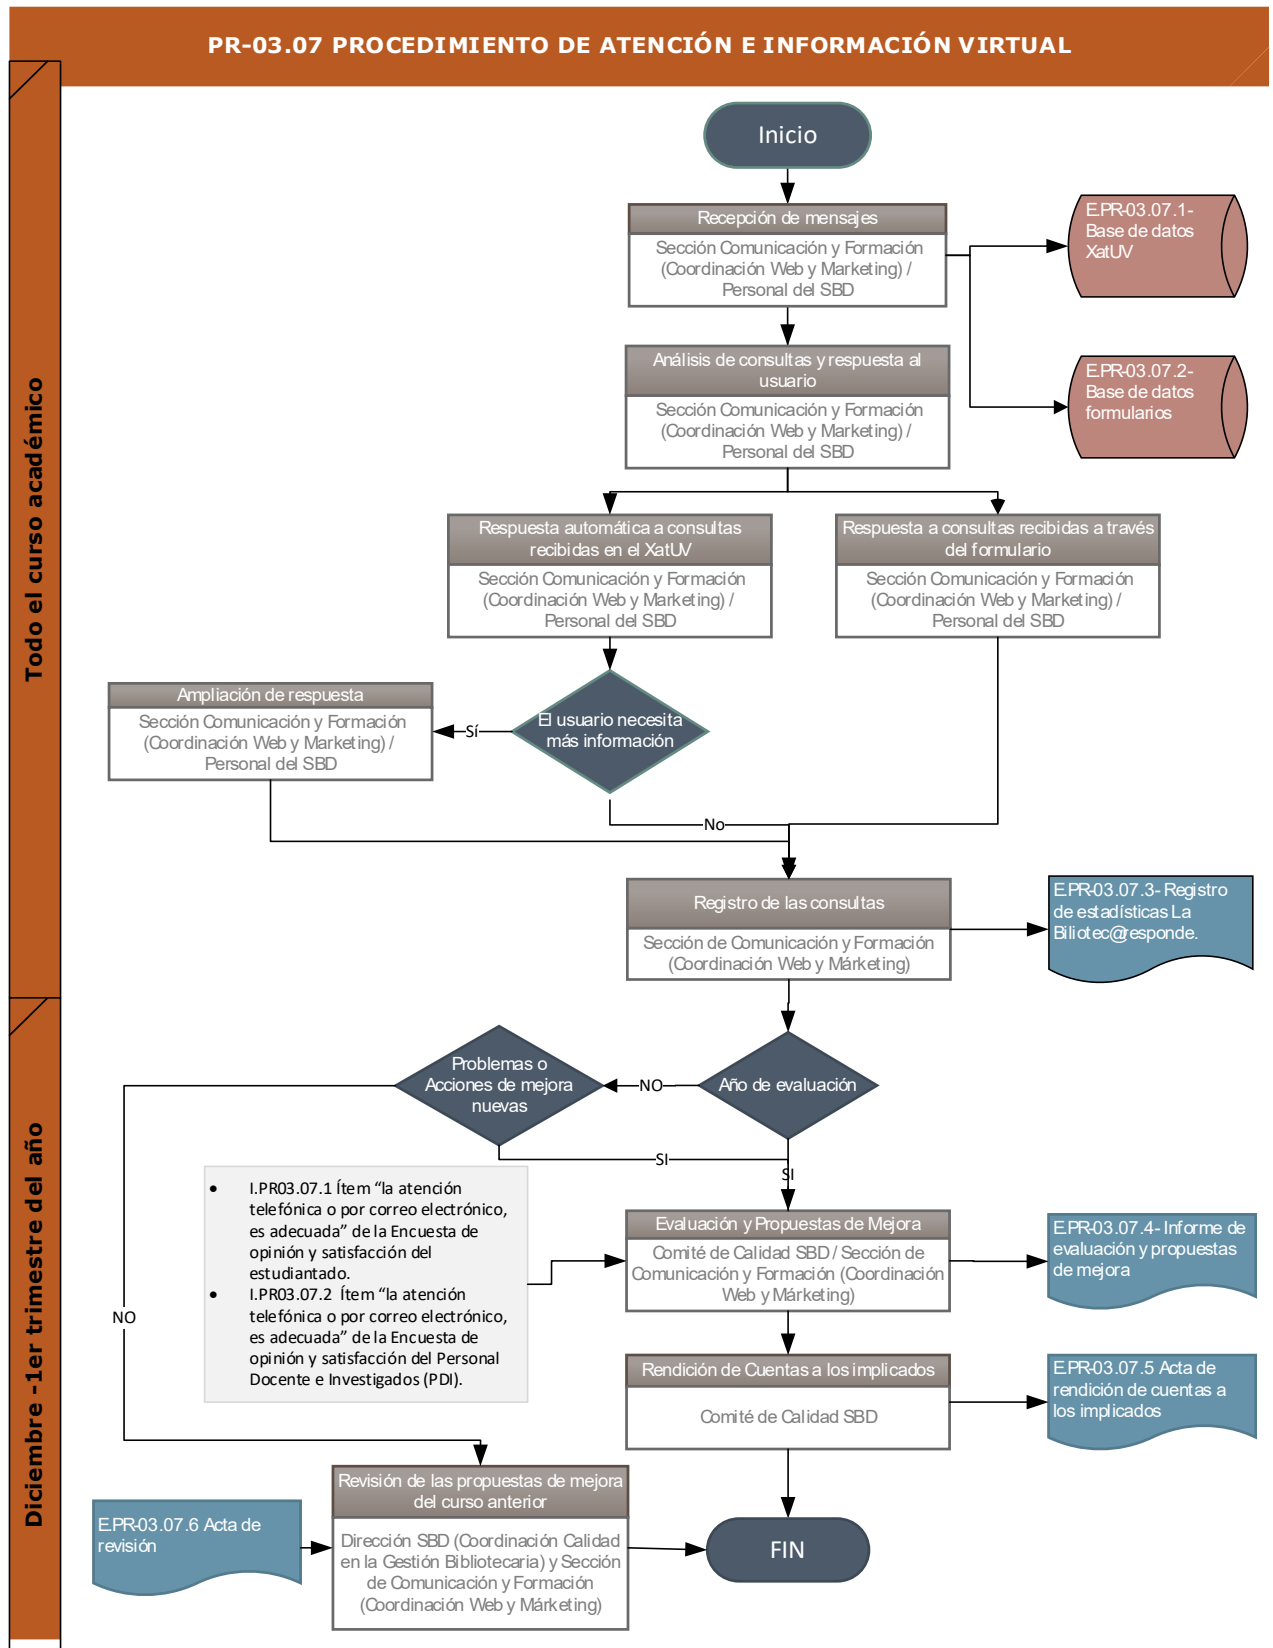 PR-03.07 PROCEDIMIENTO DE ATENCIÓN E INFORMACIÓN VIRTUAL
Todo el curso académico
Inicio
Recepción de mensajes
Sección Comunicación y Formación
(Coordinación Web y Marketing) /
Personal del SBD
E.PR-03.07.1-
Base de datos
XatUV
Análisis de consultas y respuesta al
usuario
Sección Comunicación y Formación
(Coordinación Web y Marketing) /
Personal del SBD
E.PR-03.07.2-
Base de datos
formularios
Respuesta automática a consultas
recibidas en el XatUV
Sección Comunicación y Formación
(Coordinación Web y Marketing) /
Personal del SBD
Respuesta a consultas recibidas a través
del formulario
Sección Comunicación y Formación
(Coordinación Web y Marketing) /
Personal del SBD
El usuario necesita
más información
Sí
Ampliación de respuesta
Sección Comunicación y Formación
(Coordinación Web y Marketing) /
Personal del SBD
No
Registro de las consultas
Sección de Comunicación y Formación
(Coordinación Web y Márketing)
E.PR-03.07.3- Registro
de estadísticas La
Biliotec@responde.
Diciembre -1er trimestre del año
Año de evaluación
NO
Problemas o
Acciones de mejora
nuevas
SI
SI
NO
• I.PR03.07.1 Ítem “la atención
telefónica o por correo electrónico,
es adecuada” de la Encuesta de
opinión y satisfacción del
estudiantado.
• I.PR03.07.2 Ítem “la atención
telefónica o por correo electrónico,
es adecuada” de la Encuesta de
opinión y satisfacción del Personal
Docente e Investigados (PDI).
Evaluación y Propuestas de Mejora
Comité de Calidad SBD / Sección de
Comunicación y Formación (Coordinación
Web y Márketing)
E.PR-03.07.4- Informe de
evaluación y propuestas
de mejora
Rendición de Cuentas a los implicados
Comité de Calidad SBD
E.PR-03.07.5 Acta de
rendición de cuentas a
los implicados
Revisión de las propuestas de mejora
del curso anterior
Dirección SBD (Coordinación Calidad
en la Gestión Bibliotecaria) y Sección
de Comunicación y Formación
(Coordinación Web y Márketing)
E.PR-03.07.6 Acta de
revisión
FIN